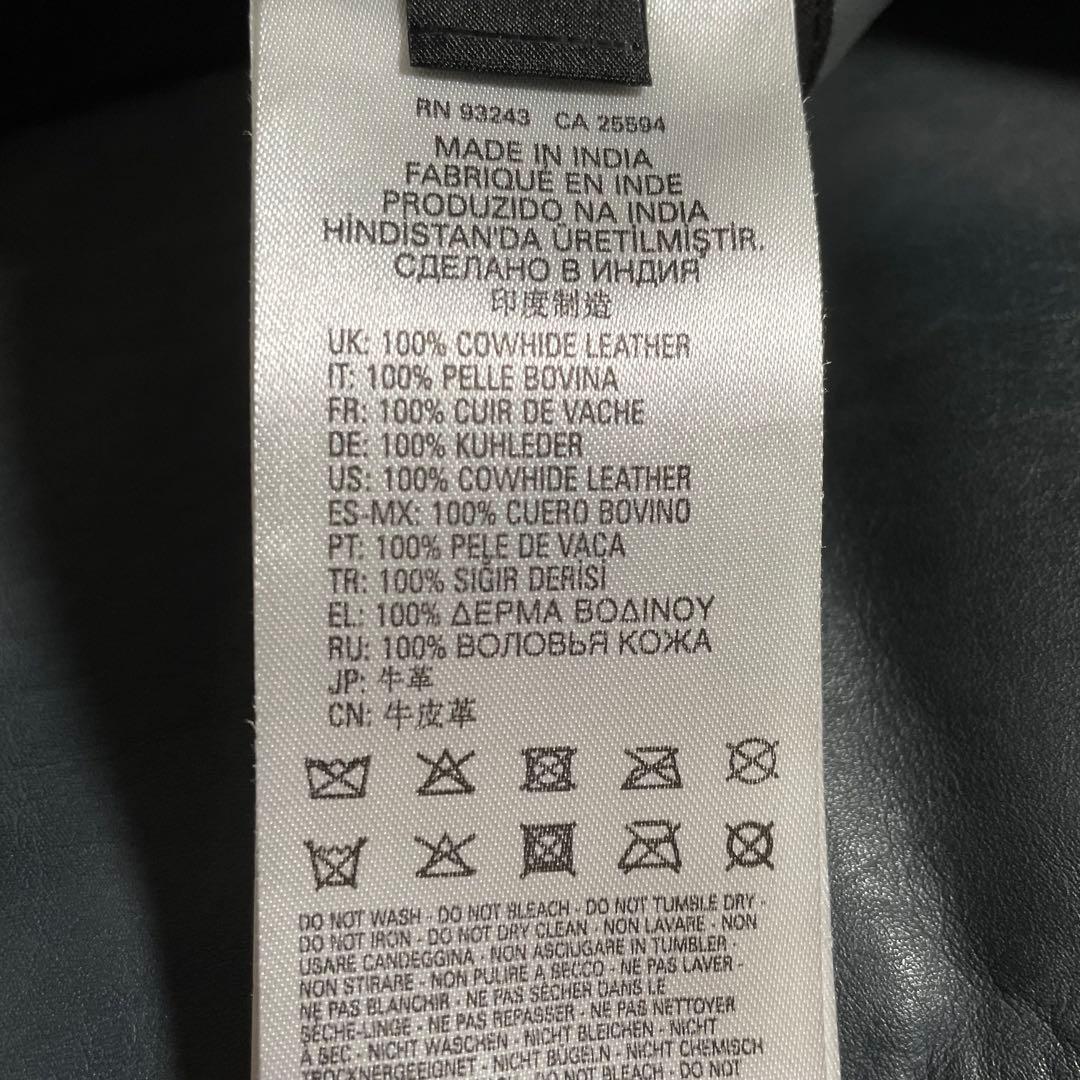 RN 93243 CA 25594
MADE IN INDIA
FABRIQUÉ EN INDE
PRODUZIDO NA INDIA
HİNDİSTAN'DA ÜRETİLMİŞTİR.
СДЕЛАНО В ИНДИЯ
印度制造
UK: 100% COWHIDE LEATHER
IT: 100% PELLE BOVINA
FR: 100% CUIR DE VACHE
DE: 100% KUHLEDER
US: 100% COWHIDE LEATHER
ES-MX: 100% CUERO BOVINO
PT: 100% PELE DE VACA
TR: 100% SIĞIR DERİSİ
EL: 100% ΔΕΡΜΑ ΒΟΔΙΝΟΥ
RU: 100% ВОЛОВЬЯ КОЖА
JP: 牛革
CN: 牛皮革
DO NOT WASH - DO NOT BLEACH - DO NOT TUMBLE DRY -
DO NOT IRON - DO NOT DRY CLEAN - NON LAVARE - NON
USARE CANDEGGINA - NON ASCIUGARE IN TUMBLER -
NON STIRARE - NON PULIRE A SECCO - NE PAS LAVER -
NE PAS BLANCHIR - NE PAS SÉCHER DANS LE
SÈCHE-LINGE - NE PAS REPASSER - NE PAS NETTOYER
À SEC - NICHT WASCHEN - NICHT BLEICHEN - NICHT
TROCKNERGEEIGNET - NICHT BÜGELN - NICHT CHEMISCH
DO NOT